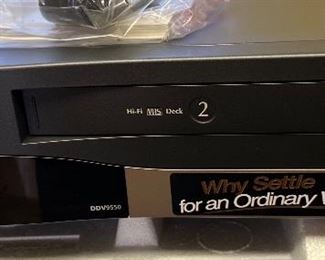 Hi-Fi VHS Deck 2
DDV9550
Why Settle
for an Ordinary